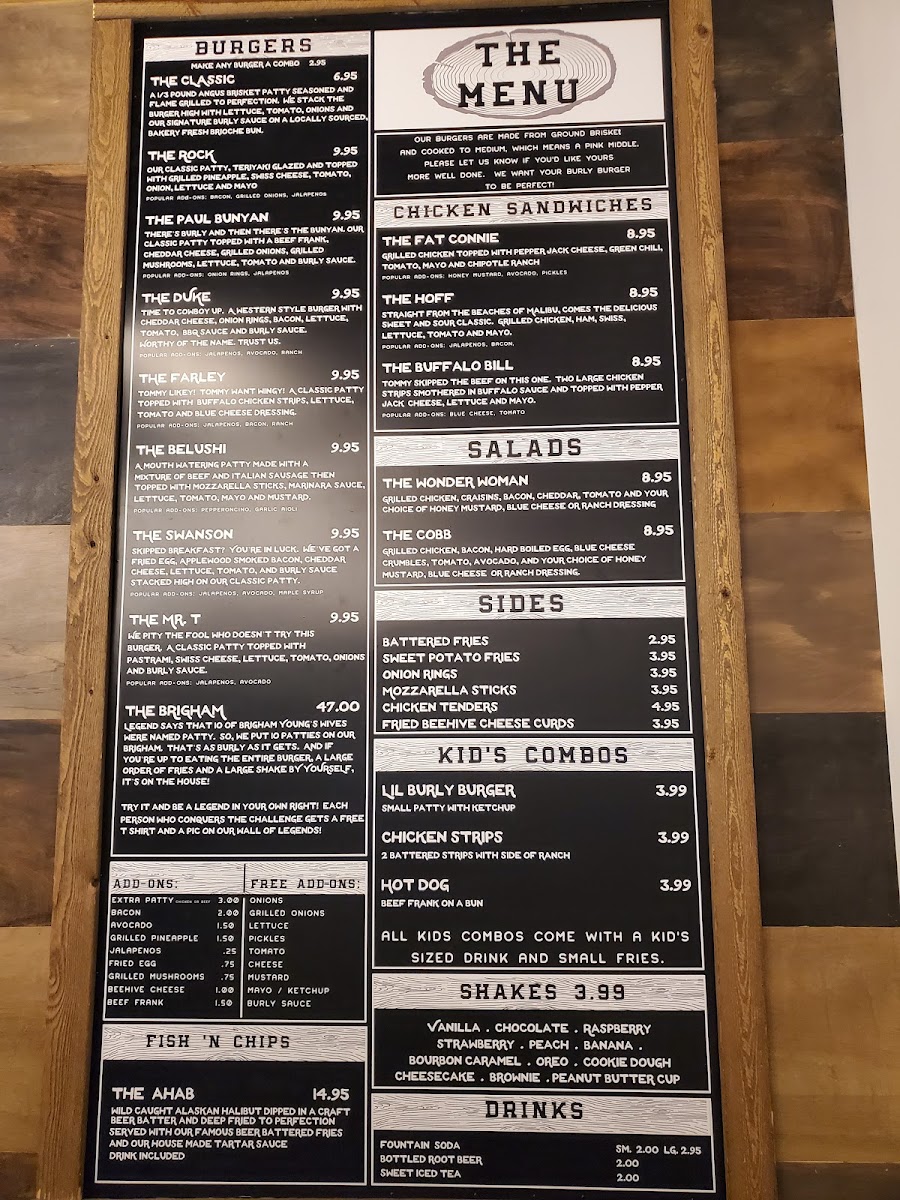 BURGERS
MAKE ANY BURGER A COMBO 2.95
THE CLASSIC 6.95
A 1/3 POUND ANGUS BRISKET PATTY SEASONED AND
FLAME GRILLED TO PERFECTION. WE STACK THE
BURGER HIGH WITH LETTUCE, TOMATO, ONIONS AND
OUR SIGNATURE BURLY SAUCE ON A LOCALLY SOURCED,
BAKERY FRESH BRIOCHE BUN.
THE ROCK 9.95
OUR CLASSIC PATTY, TERIYAKI GLAZED AND TOPPED
WITH GRILLED PINEAPPLE, SWISS CHEESE, TOMATO,
ONION, LETTUCE AND MAYO
POPULAR ADD-ONS: BACON, GRILLED ONIONS, JALAPENOS
THE PAUL BUNYAN 9.95
THERE'S BURLY AND THEN THERE'S THE BUNYAN. OUR
CLASSIC PATTY TOPPED WITH A BEEF FRANK,
CHEDDAR CHEESE, GRILLED ONIONS, GRILLED
MUSHROOMS, LETTUCE, TOMATO AND BURLY SAUCE.
POPULAR ADD-ONS: ONION RINGS, JALAPENOS
THE DUKE 9.95
TIME TO COWBOY UP. A WESTERN STYLE BURGER WITH
CHEDDAR CHEESE, ONION RINGS, BACON, LETTUCE,
TOMATO, BBQ SAUCE AND BURLY SAUCE.
WORTHY OF THE NAME. TRUST US.
POPULAR ADD-ONS: JALAPENOS, AVOCADO, RANCH
THE FARLEY 9.95
TOMMY LIKEY! TOMMY WANT WINGY! A CLASSIC PATTY
TOPPED WITH BUFFALO CHICKEN STRIPS, LETTUCE,
TOMATO AND BLUE CHEESE DRESSING.
POPULAR ADD-ONS: JALAPENOS, BACON, RANCH
THE BELUSHI 9.95
A MOUTH WATERING PATTY MADE WITH A
MIXTURE OF BEEF AND ITALIAN SAUSAGE THEN
TOPPED WITH MOZZARELLA STICKS, MARINARA SAUCE,
LETTUCE, TOMATO, MAYO AND MUSTARD.
POPULAR ADD-ONS: PEPPERONCINO, GARLIC AIOLI
THE SWANSON 9.95
SKIPPED BREAKFAST? YOU'RE IN LUCK. WE'VE GOT A
FRIED EGG, APPLEWOOD SMOKED BACON, CHEDDAR
CHEESE, LETTUCE, TOMATO, AND BURLY SAUCE
STACKED HIGH ON OUR CLASSIC PATTY.
POPULAR ADD-ONS: JALAPENOS, AVOCADO, MAPLE SYRUP
THE MR. T 9.95
WE PITY THE FOOL WHO DOESN'T TRY THIS
BURGER. A CLASSIC PATTY TOPPED WITH
PASTRAMI, SWISS CHEESE, LETTUCE, TOMATO, ONIONS
AND BURLY SAUCE.
POPULAR ADD-ONS: JALAPENOS, AVOCADO
THE BRIGHAM 47.00
LEGEND SAYS THAT 10 OF BRIGHAM YOUNG'S WIVES
WERE NAMED PATTY. SO, WE PUT 10 PATTIES ON OUR
BRIGHAM. THAT'S AS BURLY AS IT GETS. AND IF
YOU'RE UP TO EATING THE ENTIRE BURGER, A LARGE
ORDER OF FRIES AND A LARGE SHAKE BY YOURSELF,
IT'S ON THE HOUSE!
TRY IT AND BE A LEGEND IN YOUR OWN RIGHT! EACH
PERSON WHO CONQUERS THE CHALLENGE GETS A FREE
T SHIRT AND A PIC ON OUR WALL OF LEGENDS!
ADD-ONS:
EXTRA PATTY CHICKEN OR BEEF 3.00
BACON 2.00
AVOCADO 1.50
GRILLED PINEAPPLE 1.50
JALAPENOS .25
FRIED EGG .75
GRILLED MUSHROOMS .75
BEEHIVE CHEESE 1.00
BEEF FRANK 1.50
FREE ADD-ONS:
ONIONS
GRILLED ONIONS
LETTUCE
PICKLES
TOMATO
CHEESE
MUSTARD
MAYO / KETCHUP
BURLY SAUCE
FISH 'N CHIPS
THE AHAB 14.95
WILD CAUGHT ALASKAN HALIBUT DIPPED IN A CRAFT
BEER BATTER AND DEEP FRIED TO PERFECTION
SERVED WITH OUR FAMOUS BEER BATTERED FRIES
AND OUR HOUSE MADE TARTAR SAUCE
DRINK INCLUDED
THE
MENU
OUR BURGERS ARE MADE FROM GROUND BRISKET
AND COOKED TO MEDIUM, WHICH MEANS A PINK MIDDLE.
PLEASE LET US KNOW IF YOU'D LIKE YOURS
MORE WELL DONE. WE WANT YOUR BURLY BURGER
TO BE PERFECT!
CHICKEN SANDWICHES
THE FAT CONNIE 8.95
GRILLED CHICKEN TOPPED WITH PEPPER JACK CHEESE, GREEN CHILI,
TOMATO, MAYO AND CHIPOTLE RANCH
POPULAR ADD-ONS: HONEY MUSTARD, AVOCADO, PICKLES
THE HOFF 8.95
STRAIGHT FROM THE BEACHES OF MALIBU, COMES THE DELICIOUS
SWEET AND SOUR CLASSIC. GRILLED CHICKEN, HAM, SWISS,
LETTUCE, TOMATO AND MAYO.
POPULAR ADD-ONS: JALAPENOS, BACON,
THE BUFFALO BILL 8.95
TOMMY SKIPPED THE BEEF ON THIS ONE. TWO LARGE CHICKEN
STRIPS SMOTHERED IN BUFFALO SAUCE AND TOPPED WITH PEPPER
JACK CHEESE, LETTUCE AND MAYO.
POPULAR ADD-ONS: BLUE CHEESE, TOMATO
SALADS
THE WONDER WOMAN 8.95
GRILLED CHICKEN, CRAISINS, BACON, CHEDDAR, TOMATO AND YOUR
CHOICE OF HONEY MUSTARD, BLUE CHEESE OR RANCH DRESSING
THE COBB 8.95
GRILLED CHICKEN, BACON, HARD BOILED EGG, BLUE CHEESE
CRUMBLES, TOMATO, AVOCADO, AND YOUR CHOICE OF HONEY
MUSTARD, BLUE CHEESE OR RANCH DRESSING.
SIDES
BATTERED FRIES 2.95
SWEET POTATO FRIES 3.95
ONION RINGS 3.95
MOZZARELLA STICKS 3.95
CHICKEN TENDERS 4.95
FRIED BEEHIVE CHEESE CURDS 3.95
KID'S COMBOS
LIL BURLY BURGER 3.99
SMALL PATTY WITH KETCHUP
CHICKEN STRIPS 3.99
2 BATTERED STRIPS WITH SIDE OF RANCH
HOT DOG 3.99
BEEF FRANK ON A BUN
ALL KIDS COMBOS COME WITH A KID'S
SIZED DRINK AND SMALL FRIES.
SHAKES 3.99
VANILLA . CHOCOLATE . RASPBERRY
STRAWBERRY . PEACH . BANANA .
BOURBON CARAMEL . OREO . COOKIE DOUGH
CHEESECAKE . BROWNIE . PEANUT BUTTER CUP
DRINKS
FOUNTAIN SODA SM. 2.00 LG. 2.95
BOTTLED ROOT BEER 2.00
SWEET ICED TEA 2.00